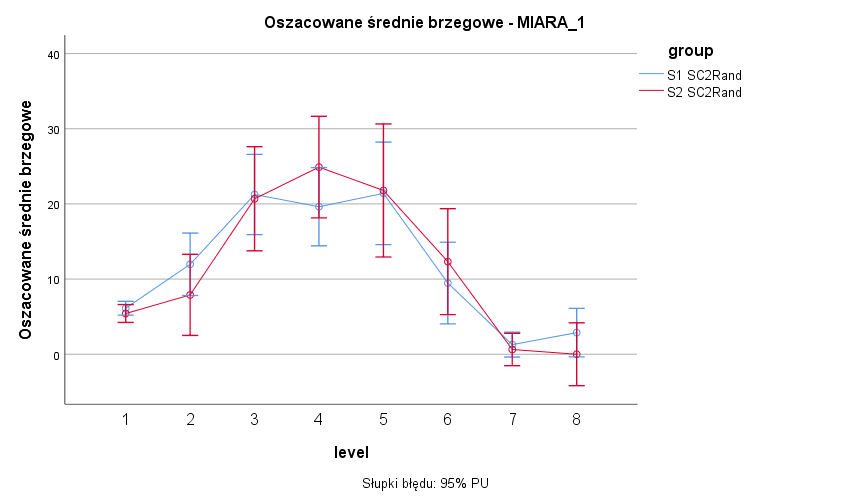 Oszacowane średnie brzegowe - MIARA_1
group
S1 SC2Rand
S2 SC2Rand
Oszacowane średnie brzegowe
40
30
20
10
0
1 2 3 4 5 6 7 8
level
Słupki błędu: 95% PU